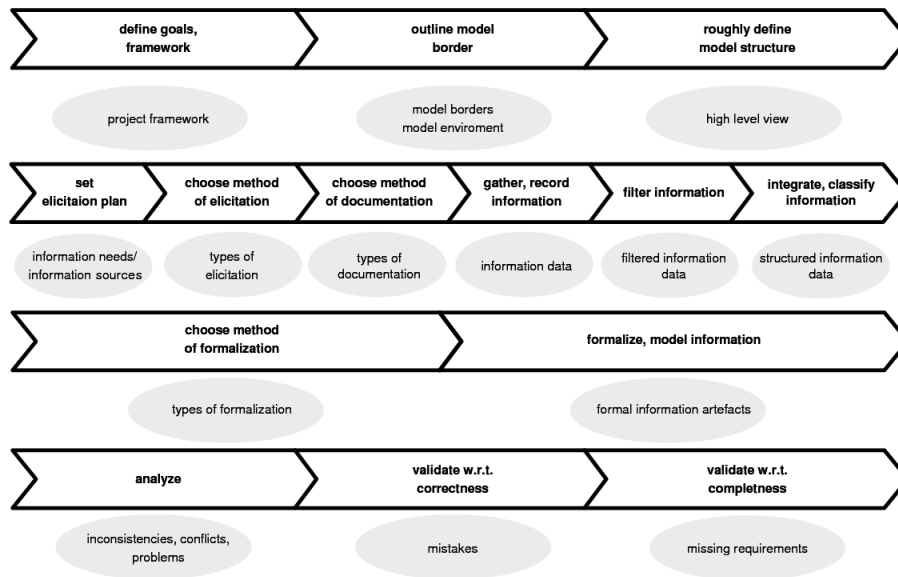 define goals,
framework
outline model
border
roughly define
model structure
project framework
model borders
model enviroment
high level view
set
elicitaion plan
choose method
of elicitation
choose method
of documentation
gather, record
information
filter information
integrate, classify
information
information needs/
information sources
types of
elicitation
types of
documentation
information data
filtered information
data
structured information
data
choose method
of formalization
formalize, model information
types of formalization
formal information artefacts
analyze
validate w.r.t.
correctness
validate w.r.t.
completness
inconsistencies, conflicts,
problems
mistakes
missing requirements